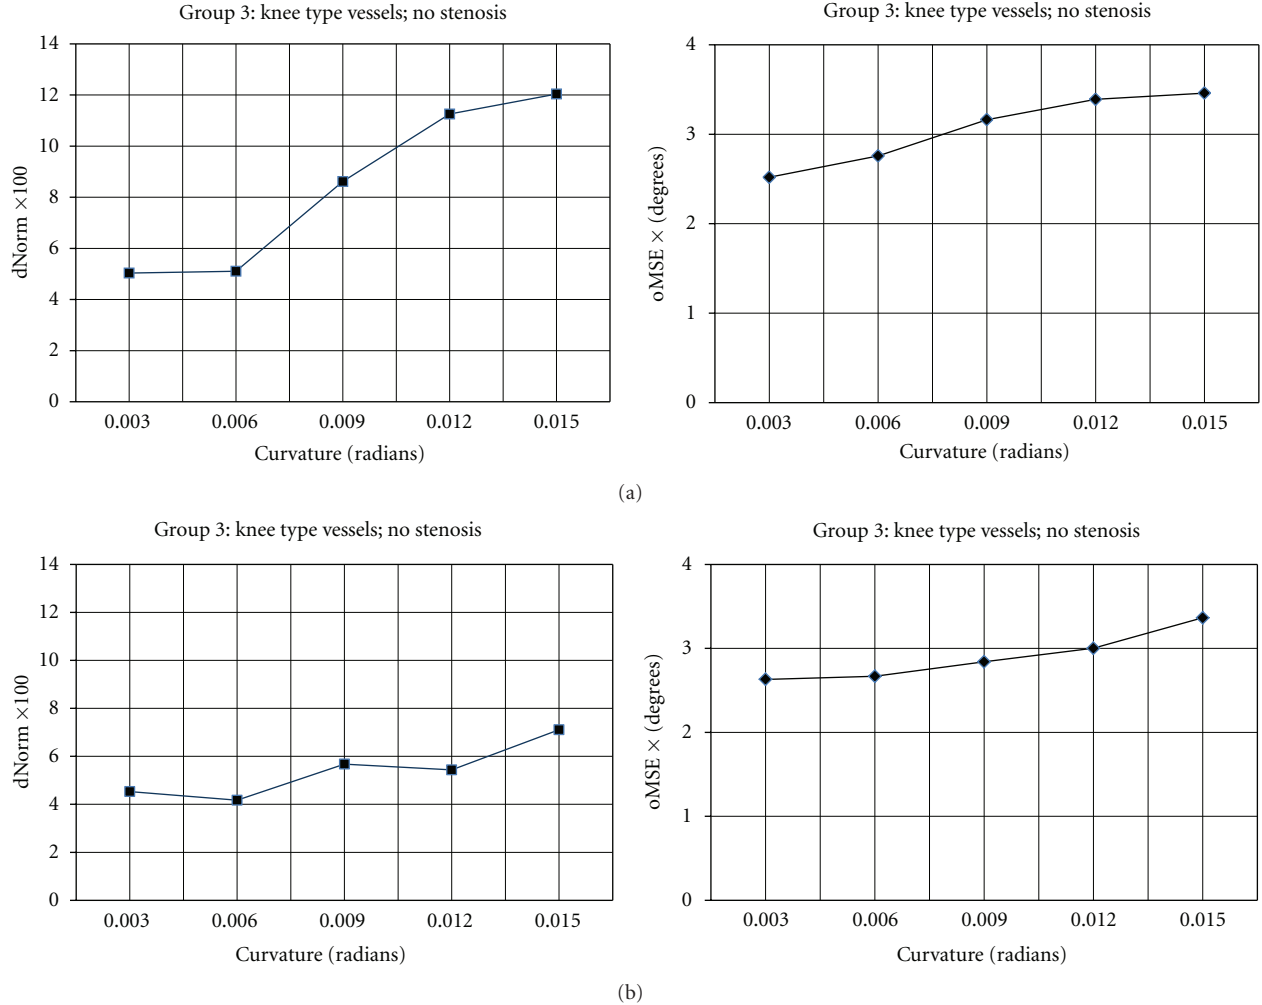 Group 3: knee type vessels; no stenosis
14
12
10
8
6
4
2
0
dNorm ×100
0.003 0.006 0.009 0.012 0.015
Curvature (radians)
Group 3: knee type vessels; no stenosis
4
3
2
1
0
oMSE × (degrees)
0.003 0.006 0.009 0.012 0.015
Curvature (radians)
(a)
Group 3: knee type vessels; no stenosis
14
12
10
8
6
4
2
0
dNorm ×100
0.003 0.006 0.009 0.012 0.015
Curvature (radians)
Group 3: knee type vessels; no stenosis
4
3
2
1
0
oMSE × (degrees)
0.003 0.006 0.009 0.012 0.015
Curvature (radians)
(b)